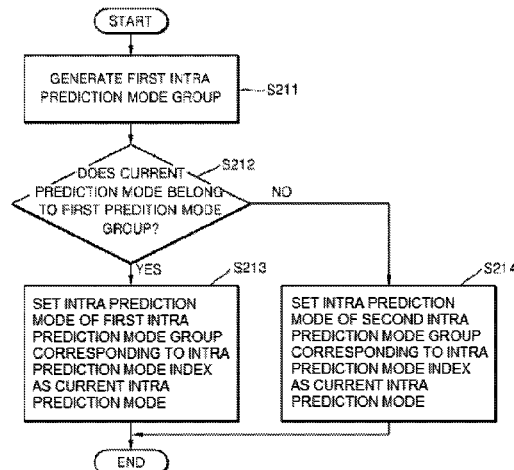 START
GENERATE FIRST INTRA
PREDICTION MODE GROUP
S211
S212
DOES CURRENT
PREDICTION MODE BELONG
TO FIRST PREDITION MODE
GROUP?
NO
YES
S213
SET INTRA PREDICTION
MODE OF FIRST INTRA
PREDICTION MODE GROUP
CORRESPONDING TO INTRA
PREDICTION MODE INDEX
AS CURRENT INTRA
PREDICTION MODE
S214
SET INTRA PREDICTION
MODE OF SECOND INTRA
PREDICTION MODE GROUP
CORRESPONDING TO INTRA
PREDICTION MODE INDEX
AS CURRENT INTRA
PREDICTION MODE
END